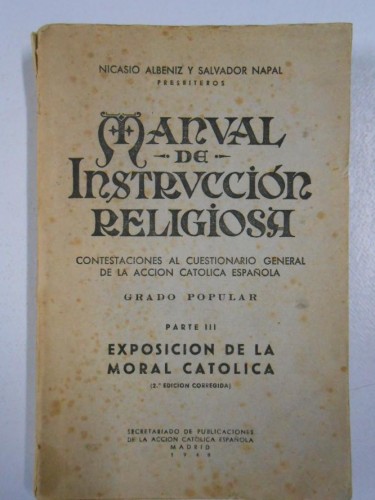 NICASIO ALBENIZ Y SALVADOR NAPAL
PRESBITEROS
MANVAL
DE
INSTRVCCIÓN
RELIGIOSA
CONTESTACIONES AL CUESTIONARIO GENERAL
DE LA ACCION CATOLICA ESPAÑOLA
GRADO POPULAR
PARTE III
EXPOSICION DE LA
MORAL CATOLICA
(2.ª EDICION CORREGIDA)
SECRETARIADO DE PUBLICACIONES
DE LA ACCION CATÓLICA ESPAÑOLA
MADRID